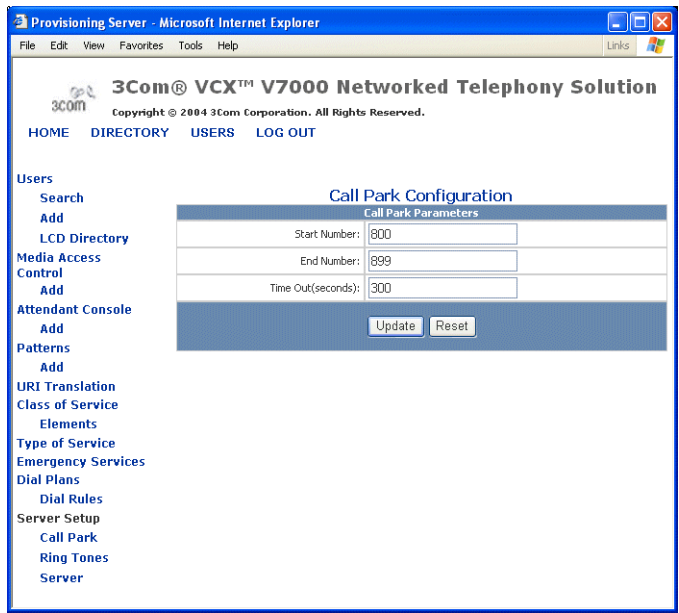 Provisioning Server - Microsoft Internet Explorer
File Edit View Favorites Tools Help Links
3Com® VCX™ V7000 Networked Telephony Solution
3com
Copyright © 2004 3Com Corporation. All Rights Reserved.
HOME DIRECTORY USERS LOG OUT
Users
Search
Add
LCD Directory
Media Access
Control
Add
Attendant Console
Add
Patterns
Add
URI Translation
Class of Service
Elements
Type of Service
Emergency Services
Dial Plans
Dial Rules
Server Setup
Call Park
Ring Tones
Server
Call Park Configuration
Call Park Parameters
Start Number: 800
End Number: 899
Time Out(seconds): 300
Update Reset